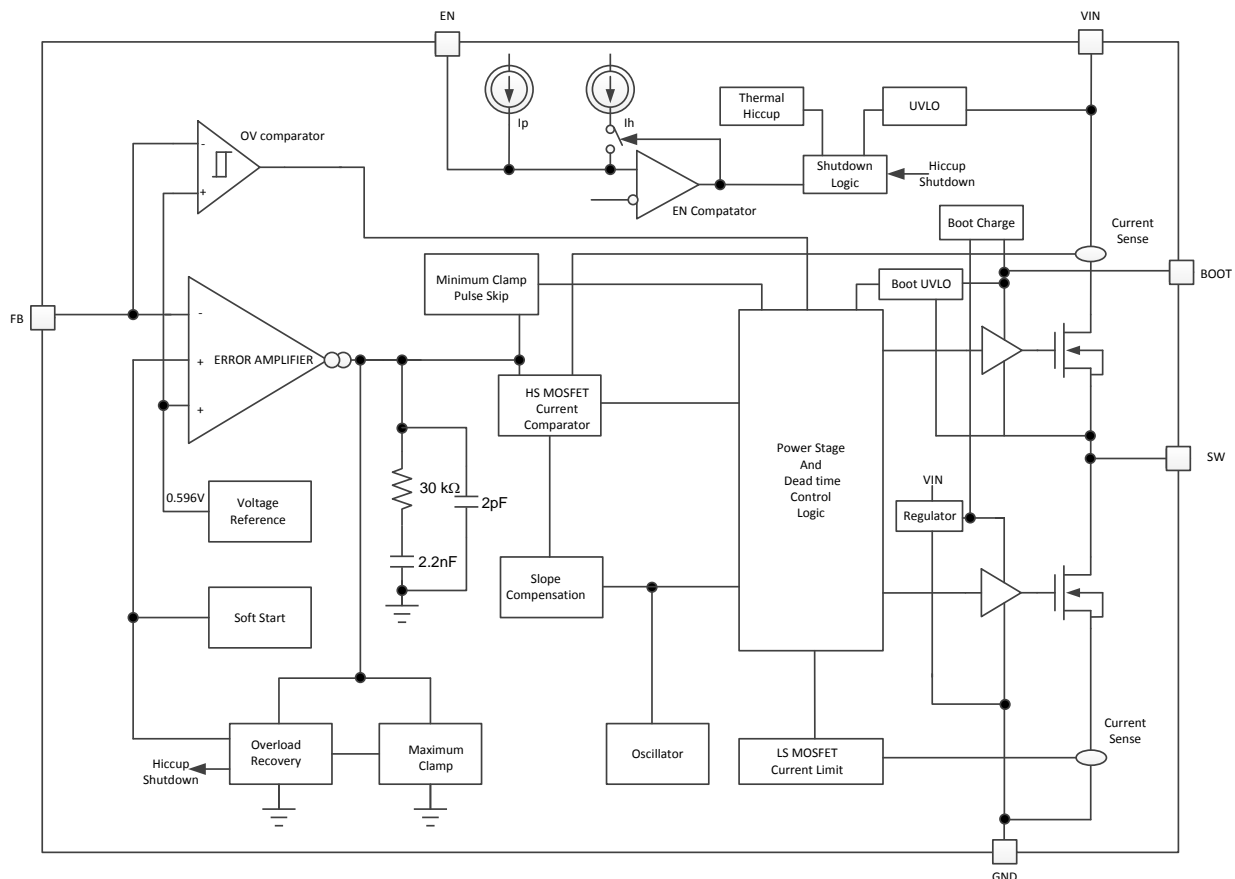 EN
VIN
Ip
Ih
Thermal
Hiccup
UVLO
OV comparator
-
+
Shutdown
Logic
Hiccup
Shutdown
EN Compatator
Boot Charge
Current
Sense
BOOT
Minimum Clamp
Pulse Skip
Boot UVLO
FB
-
+
+
ERROR AMPLIFIER
HS MOSFET
Current
Comparator
Power Stage
And
Dead time
Control
Logic
SW
0.596V
Voltage
Reference
30 kΩ
2pF
2.2nF
VIN
Regulator
Slope
Compensation
Soft Start
Overload
Recovery
Maximum
Clamp
Hiccup
Shutdown
Oscillator
LS MOSFET
Current Limit
Current
Sense
GND